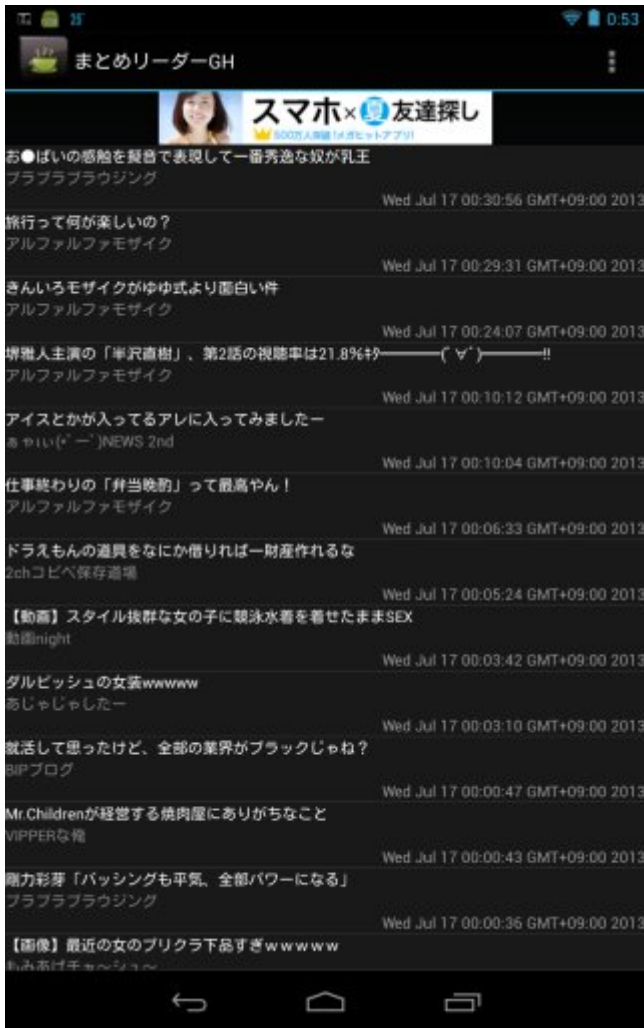 25°
0:53
まとめリーダーGH
スマホ×夏友達探し
500万人突破!メガヒットアプリ!
お●ぱいの感触を擬音で表現して一番秀逸な奴が乳王
ブラブラブラウジング
Wed Jul 17 00:30:56 GMT+09:00 2013
旅行って何が楽しいの？
アルファルファモザイク
Wed Jul 17 00:29:31 GMT+09:00 2013
きんいろモザイクがゆゆ式より面白い件
アルファルファモザイク
Wed Jul 17 00:24:07 GMT+09:00 2013
堺雅人主演の「半沢直樹」、第2話の視聴率は21.8%ｷﾀ━━━━(ﾟ∀ﾟ)━━━━!!
アルファルファモザイク
Wed Jul 17 00:10:12 GMT+09:00 2013
アイスとかが入ってるアレに入ってみましたー
NEWS 2nd
Wed Jul 17 00:10:04 GMT+09:00 2013
仕事終わりの「弁当晩酌」って最高やん！
アルファルファモザイク
Wed Jul 17 00:06:33 GMT+09:00 2013
ドラえもんの道具をなにか借りれば一財産作れるな
2chコピペ保存道場
Wed Jul 17 00:05:24 GMT+09:00 2013
【動画】スタイル抜群な女の子に競泳水着を着せたままSEX
動画night
Wed Jul 17 00:03:42 GMT+09:00 2013
ダルビッシュの女装wwwww
あじゃじゃしたー
Wed Jul 17 00:03:10 GMT+09:00 2013
就活して思ったけど、全部の業界がブラックじゃね？
BIPブログ
Wed Jul 17 00:00:47 GMT+09:00 2013
Mr.Childrenが経営する焼肉屋にありがちなこと
VIPPERな俺
Wed Jul 17 00:00:43 GMT+09:00 2013
剛力彩芽「バッシングも平気、全部パワーになる」
ブラブラブラウジング
Wed Jul 17 00:00:36 GMT+09:00 2013
【画像】最近の女のプリクラ下品すぎｗｗｗｗｗ
もみあげチャ～シュ～